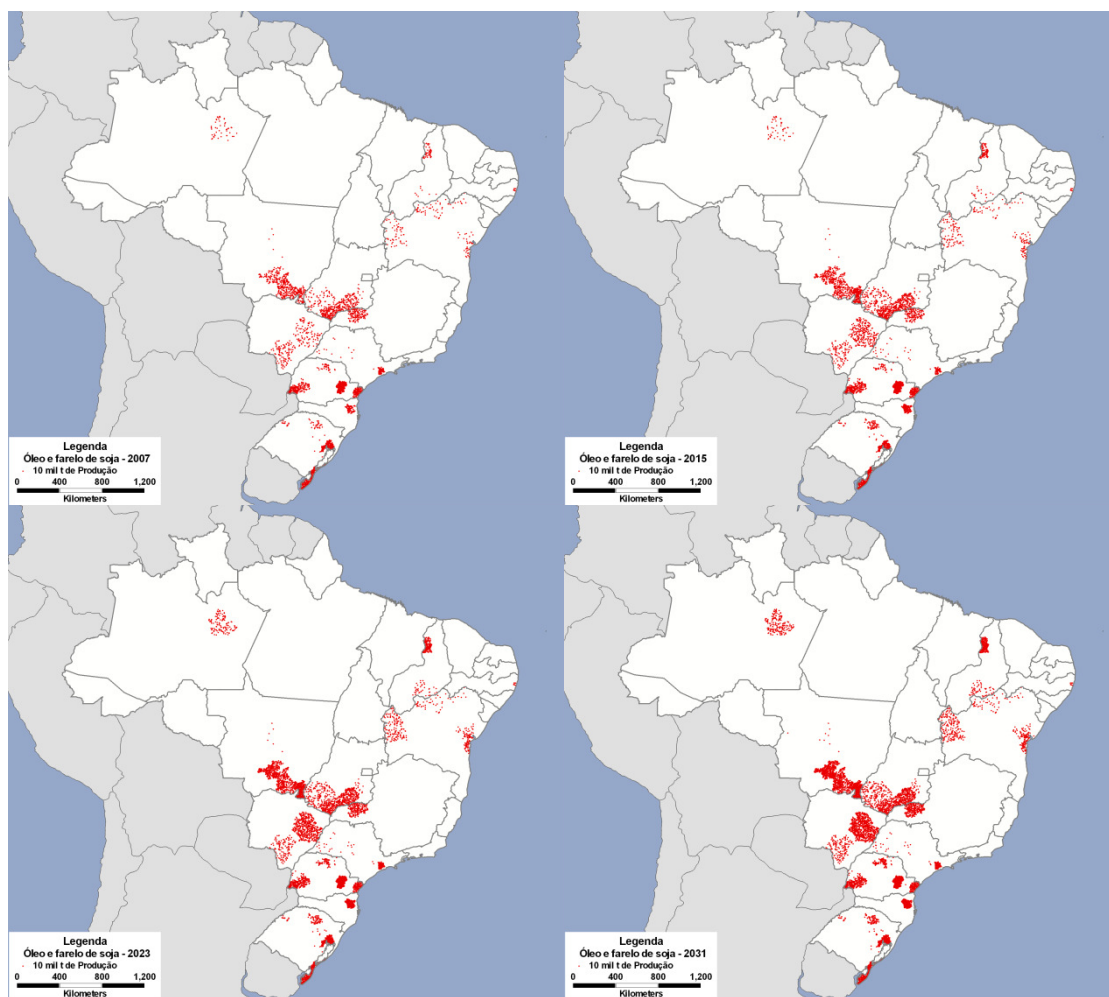 Legenda
Óleo e farelo de soja - 2007
10 mil t de Produção
0 400 800 1,200
Kilometers
Legenda
Óleo e farelo de soja - 2015
10 mil t de Produção
0 400 800 1,200
Kilometers
Legenda
Óleo e farelo de soja - 2023
10 mil t de Produção
0 400 800 1,200
Kilometers
Legenda
Óleo e farelo de soja - 2031
10 mil t de Produção
0 400 800 1,200
Kilometers